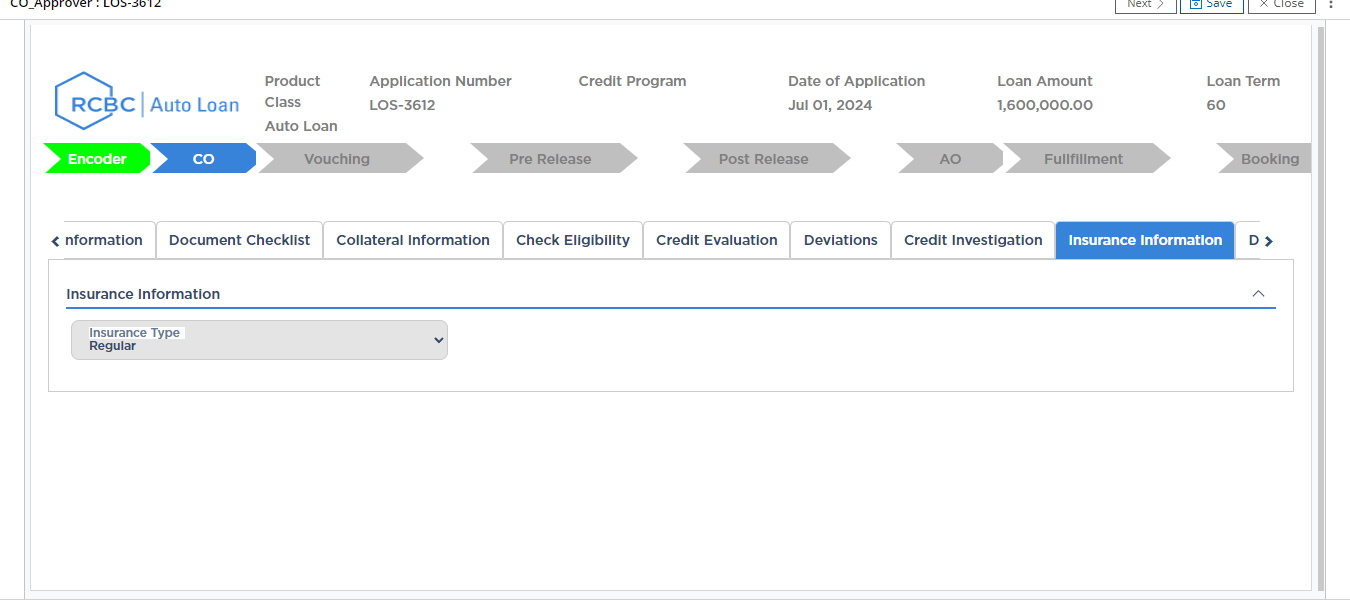 CO_Approver : LOS-3612
Next
Save
Close
RCBC Auto Loan
Product Class
Auto Loan
Application Number
LOS-3612
Credit Program
Date of Application
Jul 01, 2024
Loan Amount
1,600,000.00
Loan Term
60
Encoder
CO
Vouching
Pre Release
Post Release
AO
Fullfillment
Booking
nformation
Document Checklist
Collateral Information
Check Eligibility
Credit Evaluation
Deviations
Credit Investigation
Insurance Information
D
Insurance Information
Insurance Type
Regular